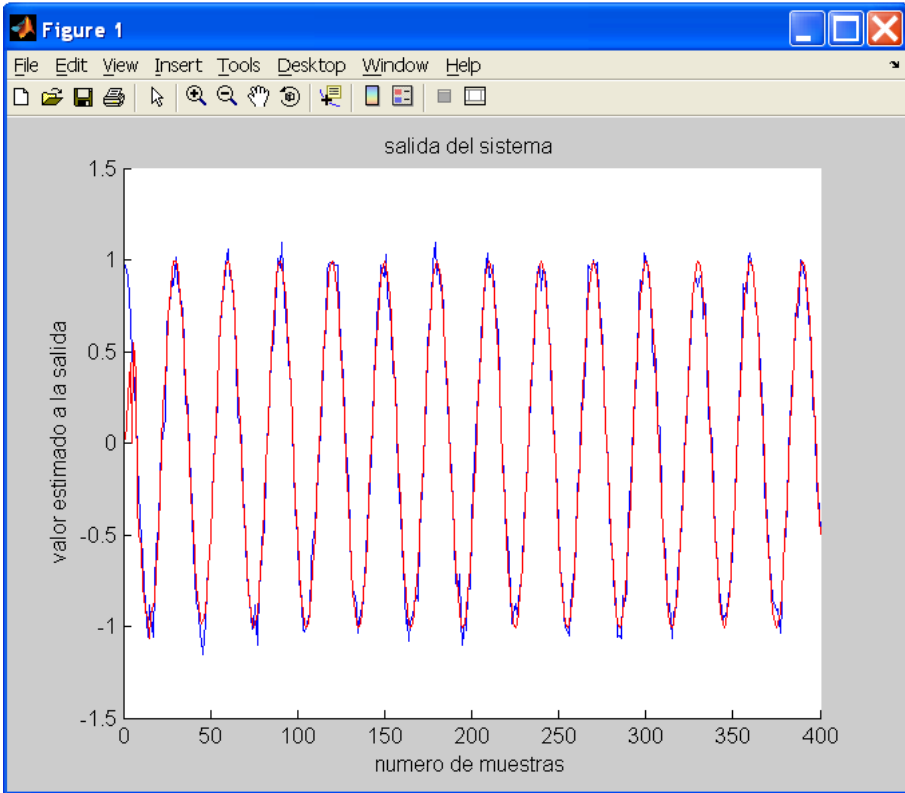 Figure 1
File Edit View Insert Tools Desktop Window Help
salida del sistema
1.5
1
0.5
0
-0.5
-1
-1.5
valor estimado a la salida
0 50 100 150 200 250 300 350 400
numero de muestras